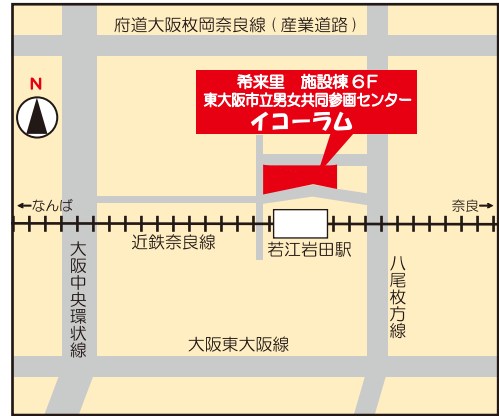 府道大阪枚岡奈良線(産業道路)
N
希来里 施設棟6F
東大阪市立男女共同参画センター
イコーラム
←なんば
奈良→
近鉄奈良線
若江岩田駅
大阪中央環状線
八尾枚方線
大阪東大阪線